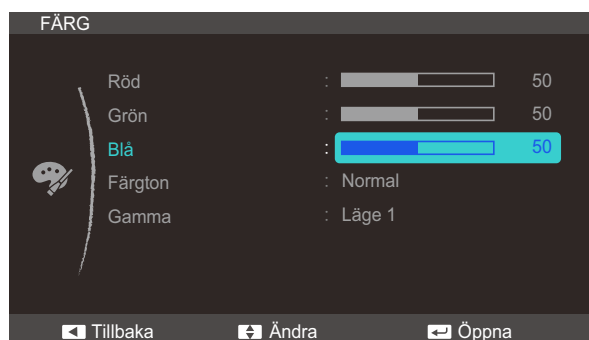 FÄRG
Röd : 50
Grön : 50
Blå : 50
Färgton : Normal
Gamma : Läge 1
Tillbaka Ändra Öppna